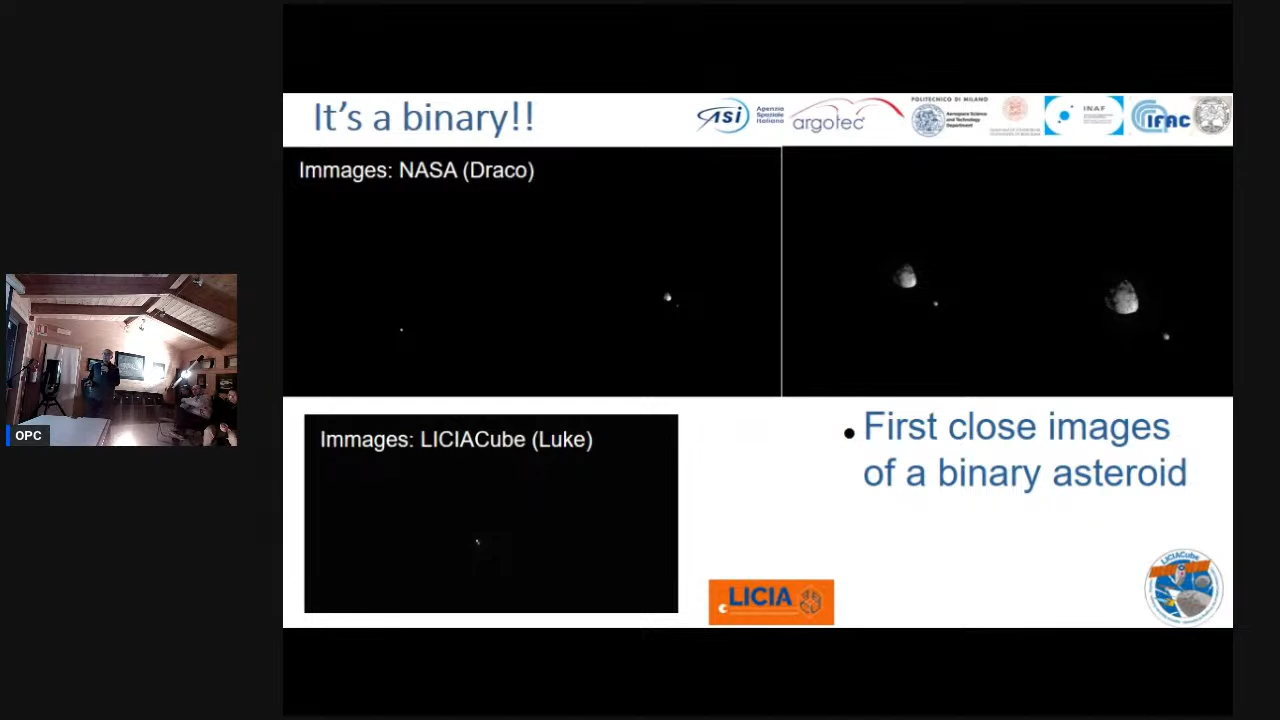 It's a binary!!
asi Agenzia Spaziale Italiana
argotec
POLITECNICO DI MILANO
Aerospace Science
and Technology
Department
INAF
IFAC
Immages: NASA (Draco)
OPC
Immages: LICIACube (Luke)
• First close images
of a binary asteroid
LICIA
LICIACube